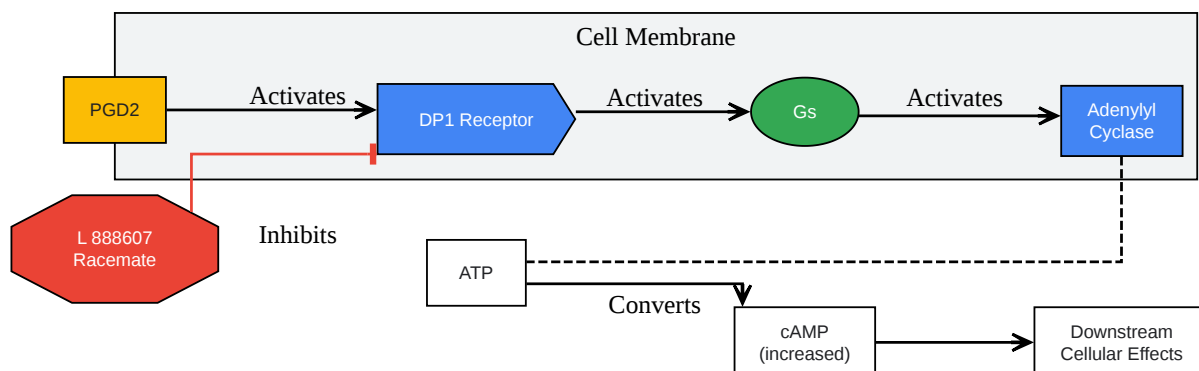 Cell Membrane
PGD2
Activates
DP1 Receptor
Activates
Gs
Activates
Adenylyl
Cyclase
L 888607
Racemate
Inhibits
ATP
Converts
cAMP
(increased)
Downstream
Cellular Effects